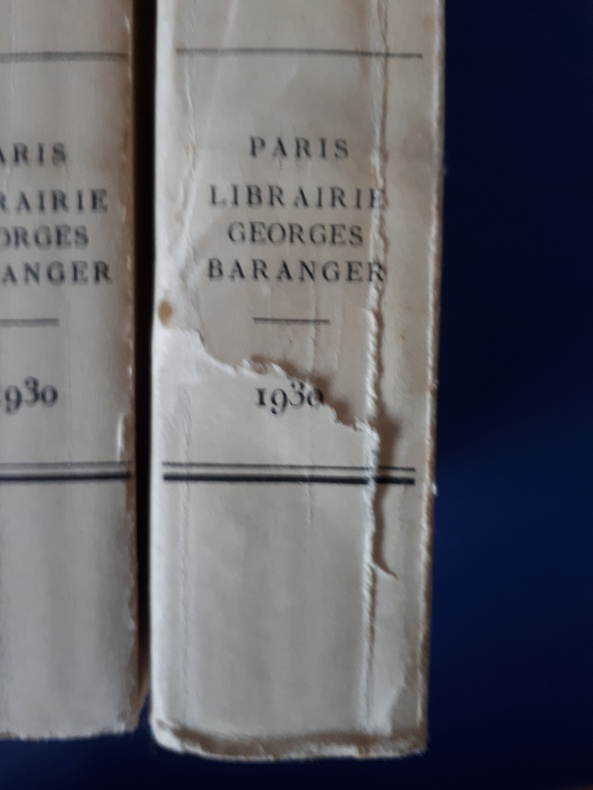 ARIS
RAIRIE
ORGES
ANGER
1930
PARIS
LIBRAIRIE
GEORGES
BARANGER
1930